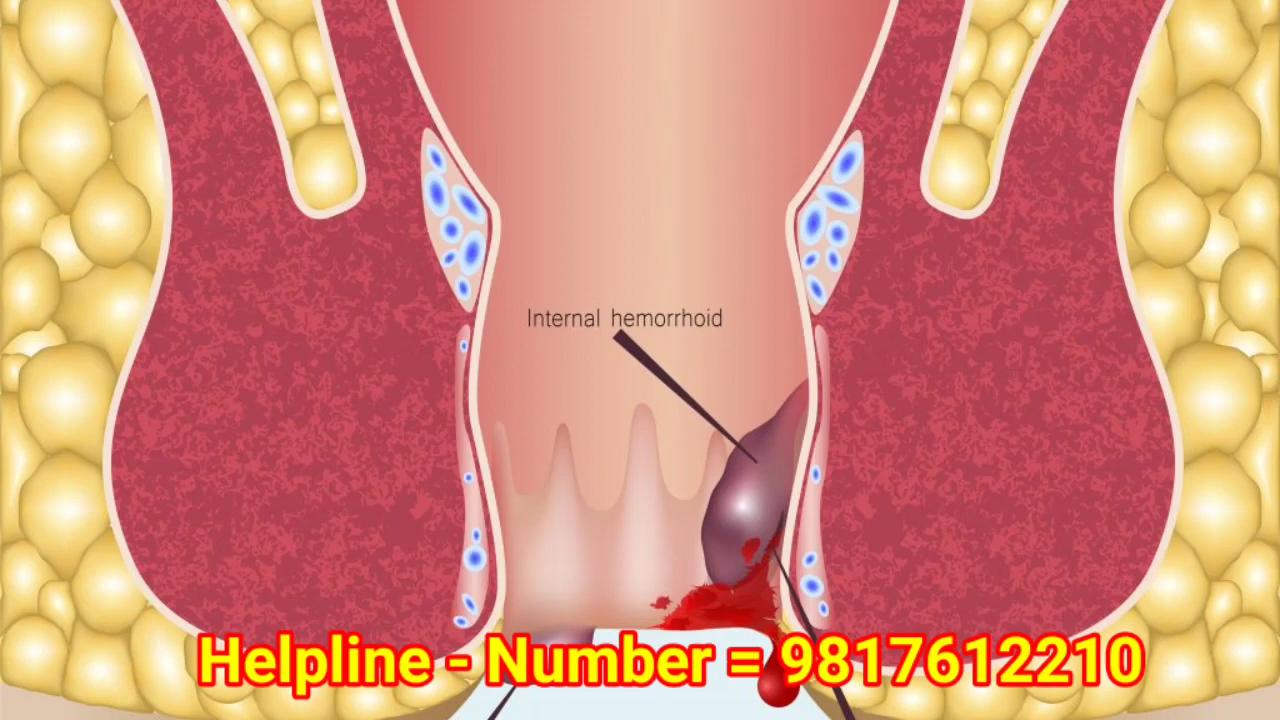 Internal hemorrhoid
Helpline - Number = 9817612210